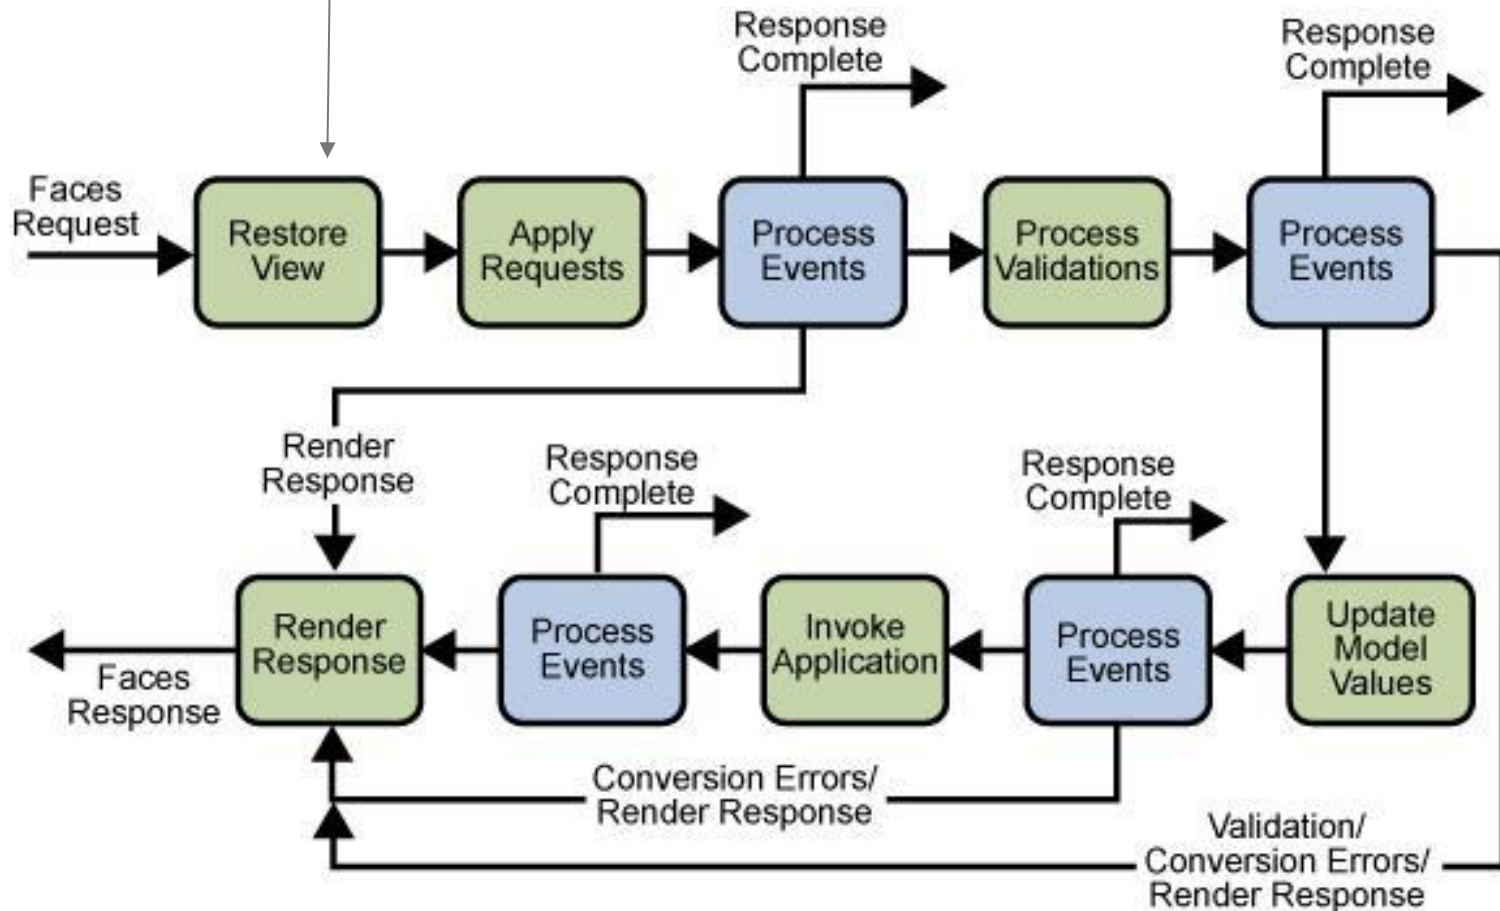 Response
Complete
Response
Complete
Faces
Request
Restore
View
Apply
Requests
Process
Events
Process
Validations
Process
Events
Render
Response
Response
Complete
Response
Complete
Render
Response
Process
Events
Invoke
Application
Process
Events
Update
Model
Values
Faces
Response
Conversion Errors/
Render Response
Validation/
Conversion Errors/
Render Response